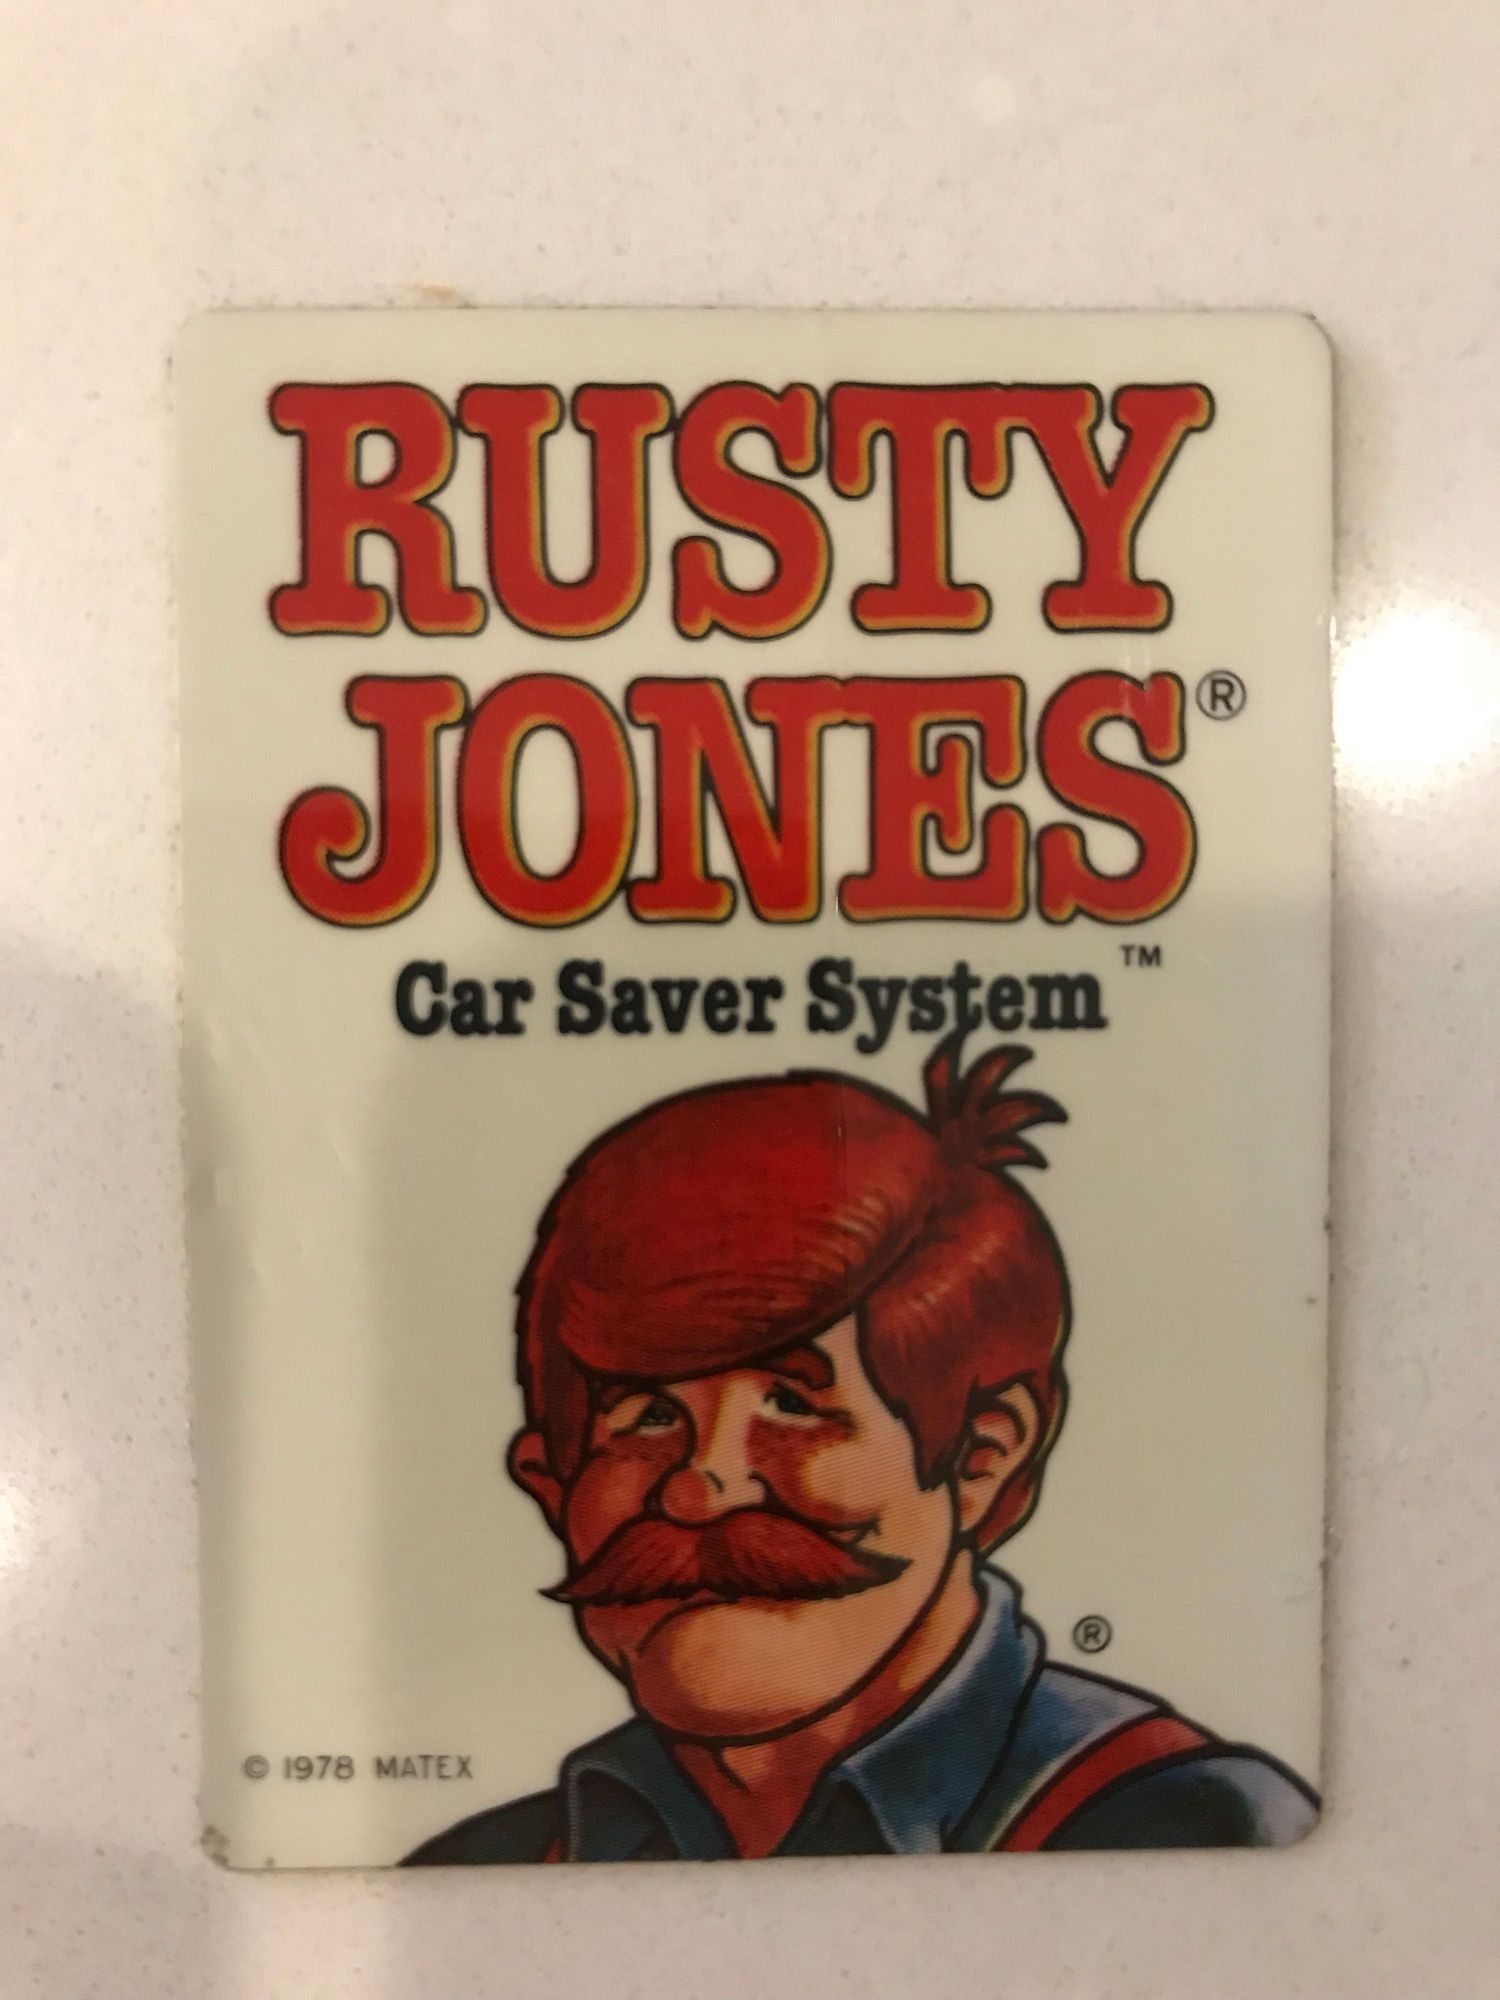 RUSTY
JONES®
Car Saver System™
®
© 1978 MATEX